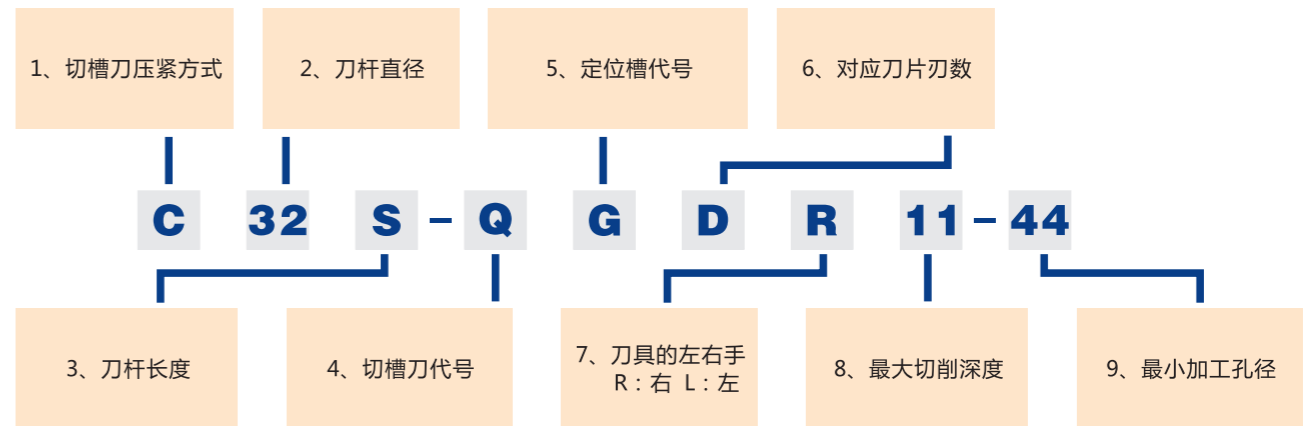 1、切槽刀压紧方式
2、刀杆直径
5、定位槽代号
6、对应刀片刃数
C 32 S - Q G D R 11 - 44
3、刀杆长度
4、切槽刀代号
7、刀具的左右手
R：右 L：左
8、最大切削深度
9、最小加工孔径